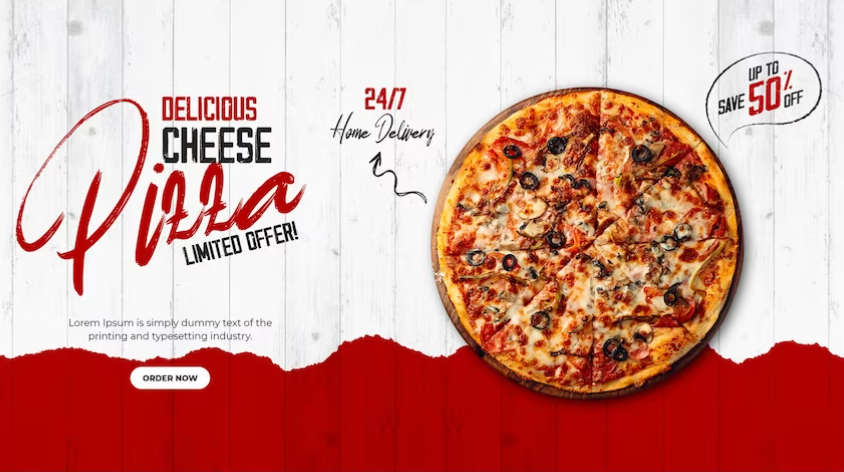 DELICIOUS
CHEESE
Pizza
LIMITED OFFER!
Lorem Ipsum is simply dummy text of the
printing and typesetting industry.
ORDER NOW
24/7
Home Delivery
UP TO
SAVE 50% OFF